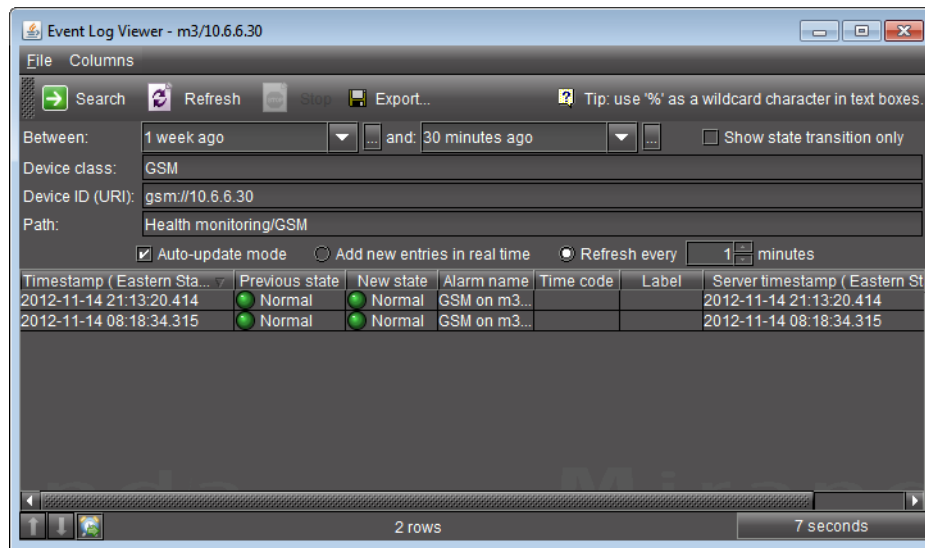 Event Log Viewer - m3/10.6.6.30
File Columns
Search Refresh Stop Export... Tip: use '%' as a wildcard character in text boxes.
Between: 1 week ago ... and: 30 minutes ago ... Show state transition only
Device class: GSM
Device ID (URI): gsm://10.6.6.30
Path: Health monitoring/GSM
Auto-update mode Add new entries in real time Refresh every 1 minutes
Timestamp ( Eastern Sta... Previous state New state Alarm name Time code Label Server timestamp ( Eastern St
2012-11-14 21:13:20.414 Normal Normal GSM on m3... 2012-11-14 21:13:20.414
2012-11-14 08:18:34.315 Normal Normal GSM on m3... 2012-11-14 08:18:34.315
2 rows 7 seconds